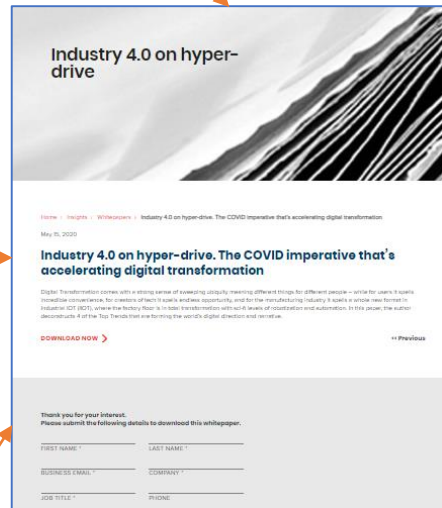 Industry 4.0 on hyper-
drive
Home / Insights / Whitepapers / Industry 4.0 on hyper-drive. The COVID imperative that's accelerating digital transformation
May 15, 2020
Industry 4.0 on hyper-drive. The COVID imperative that's
accelerating digital transformation
Digital Transformation comes with a strong sense of sweeping ubiquity, meaning different things for different people – while for users it spells
incredible convenience, for creators of tech it spells endless opportunity, and for the manufacturing industry it spells a whole new format in
Industrial IOT (IIOT), where the factory floor is in total transformation with sci-fi levels of robotization and automation. In this paper, the author
deconstructs 4 of the Top Trends that are forming the world's digital direction and narrative.
DOWNLOAD NOW >
<< Previous
Thank you for your interest.
Please submit the following details to download this whitepaper.
FIRST NAME * LAST NAME *
BUSINESS EMAIL * COMPANY *
JOB TITLE * PHONE